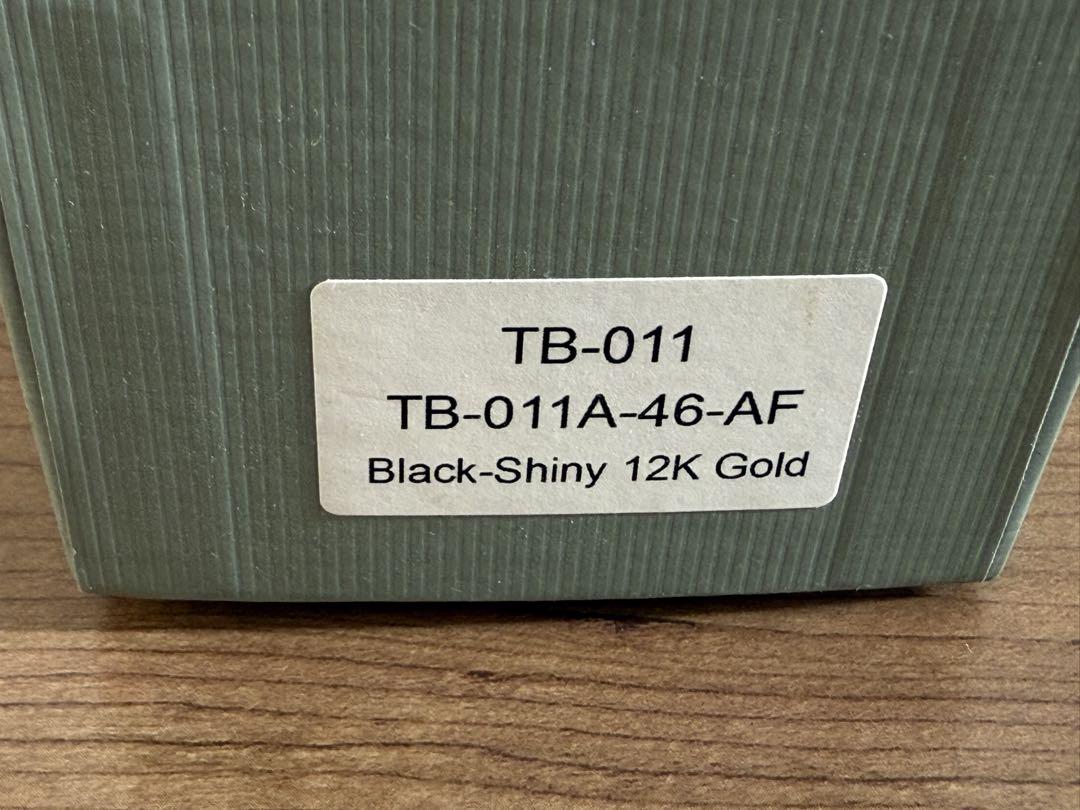 TB-011
TB-011A-46-AF
Black-Shiny 12K Gold